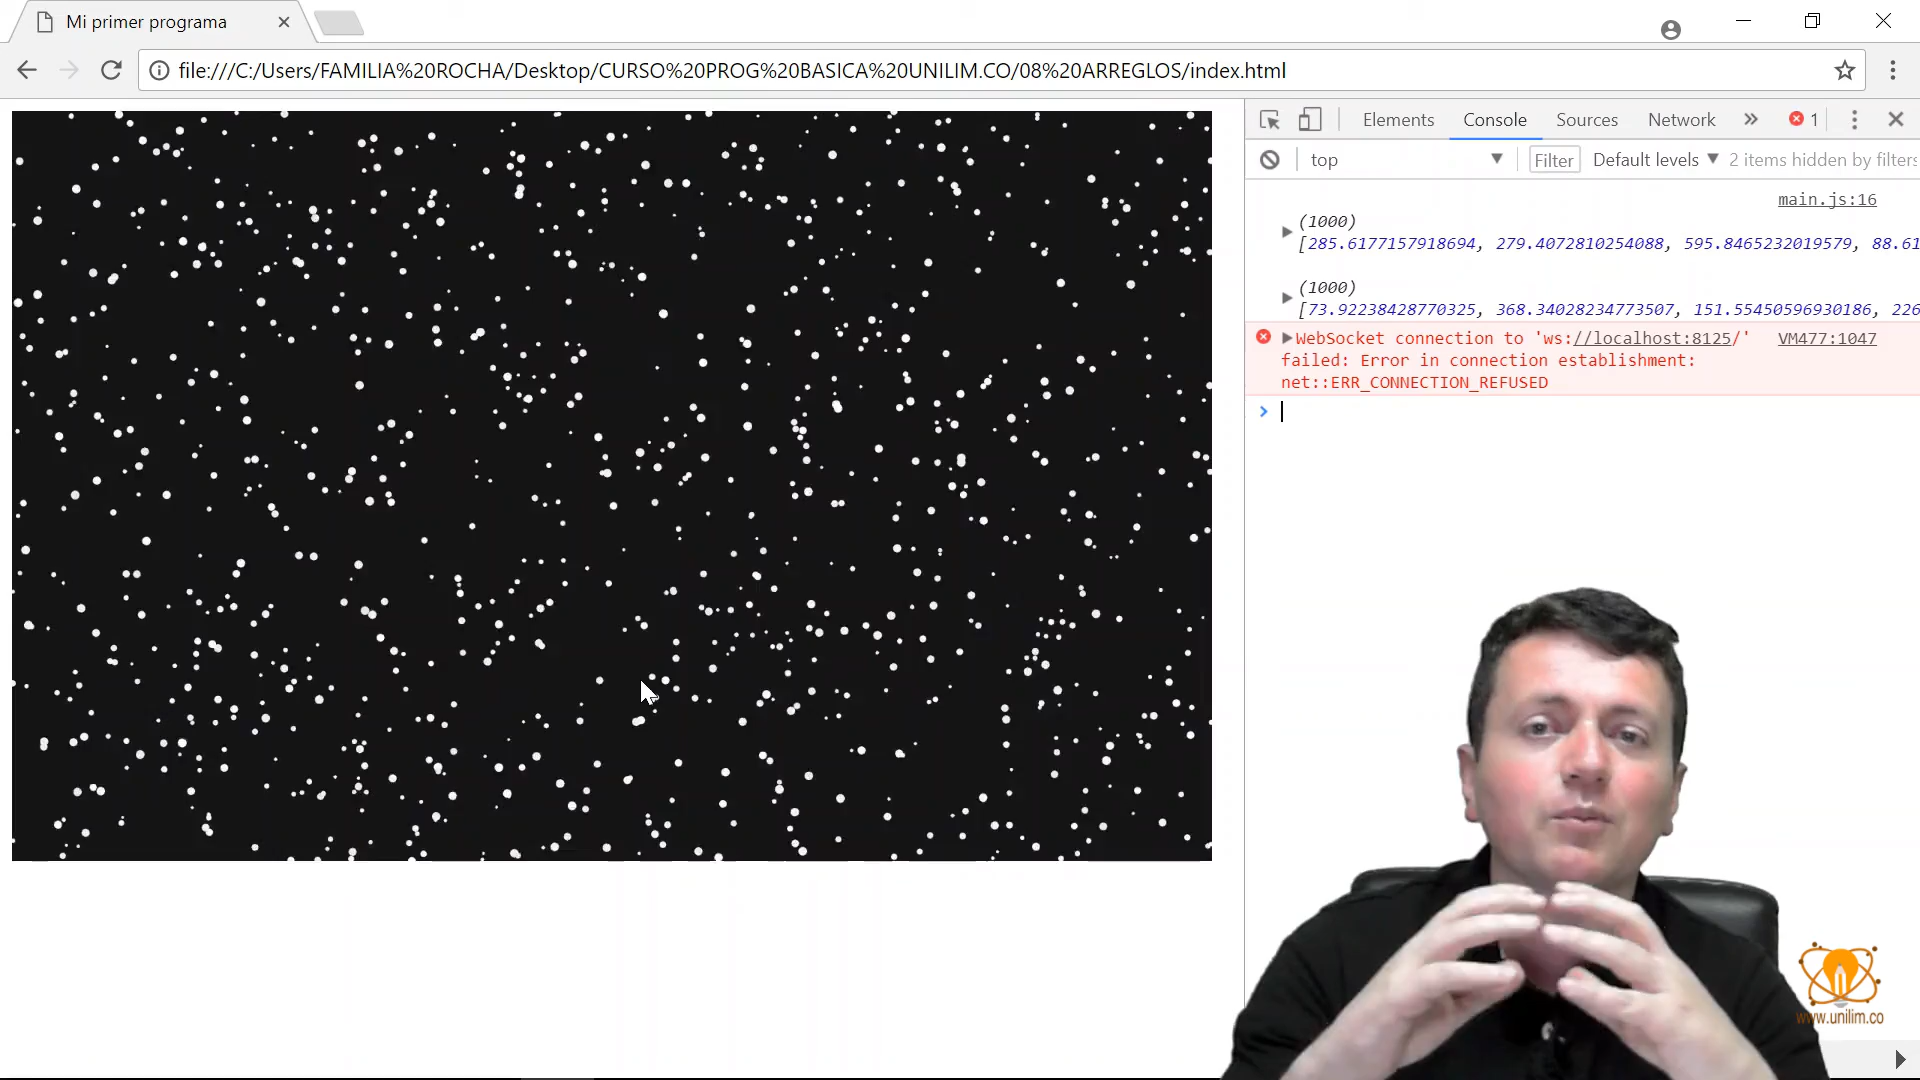 Mi primer programa
file:///C:/Users/FAMILIA%20ROCHA/Desktop/CURSO%20PROG%20BASICA%20UNILIM.CO/08%20ARREGLOS/index.html
Elements Console Sources Network » 1
top Filter Default levels 2 items hidden by filters
main.js:16
(1000)
[285.6177157918694, 279.4072810254088, 595.8465232019579, 88.61
(1000)
[73.92238428770325, 368.34028234773507, 151.55450596930186, 226
WebSocket connection to 'ws://localhost:8125/' VM477:1047
failed: Error in connection establishment:
net::ERR_CONNECTION_REFUSED
www.unilim.co